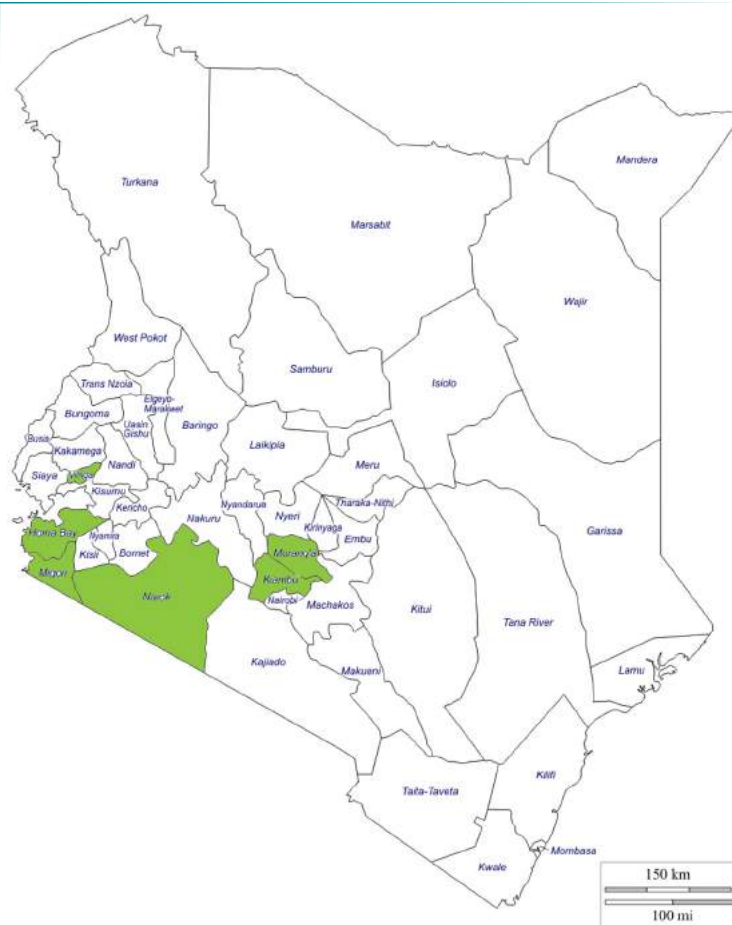 Turkana
Mandera
Marsabit
Wajir
West Pokot
Samburu
Isiolo
Trans Nzoia
Elgeyo-
Marakwet
Bungoma
Uasin
Gishu
Baringo
Busia
Laikipia
Kakamega
Nandi
Meru
Siaya
Vihiga
Kisumu
Tharaka-Nithi
Kericho
Nakuru
Nyandarua
Nyeri
Kirinyaga
Garissa
Homa Bay
Nyamira
Embu
Kisii
Bomet
Murang'a
Migori
Kiambu
Narok
Nairobi
Machakos
Kitui
Tana River
Kajiado
Makueni
Lamu
Kilifi
Taita-Taveta
Mombasa
Kwale
150 km
100 mi